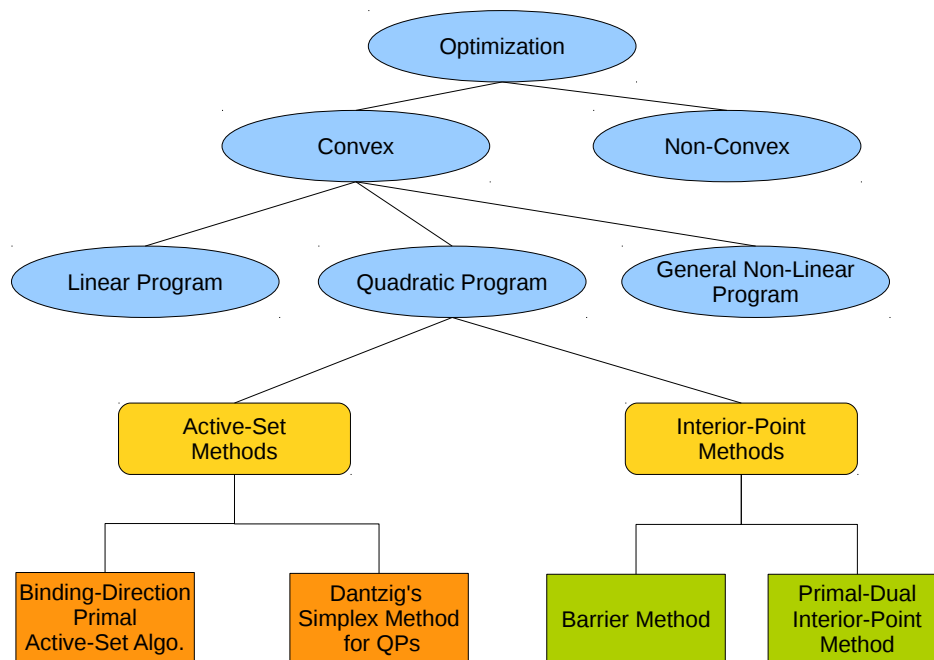 Optimization
Convex
Non-Convex
Linear Program
Quadratic Program
General Non-Linear
Program
Active-Set
Methods
Interior-Point
Methods
Binding-Direction
Primal
Active-Set Algo.
Dantzig's
Simplex Method
for QPs
Barrier Method
Primal-Dual
Interior-Point
Method